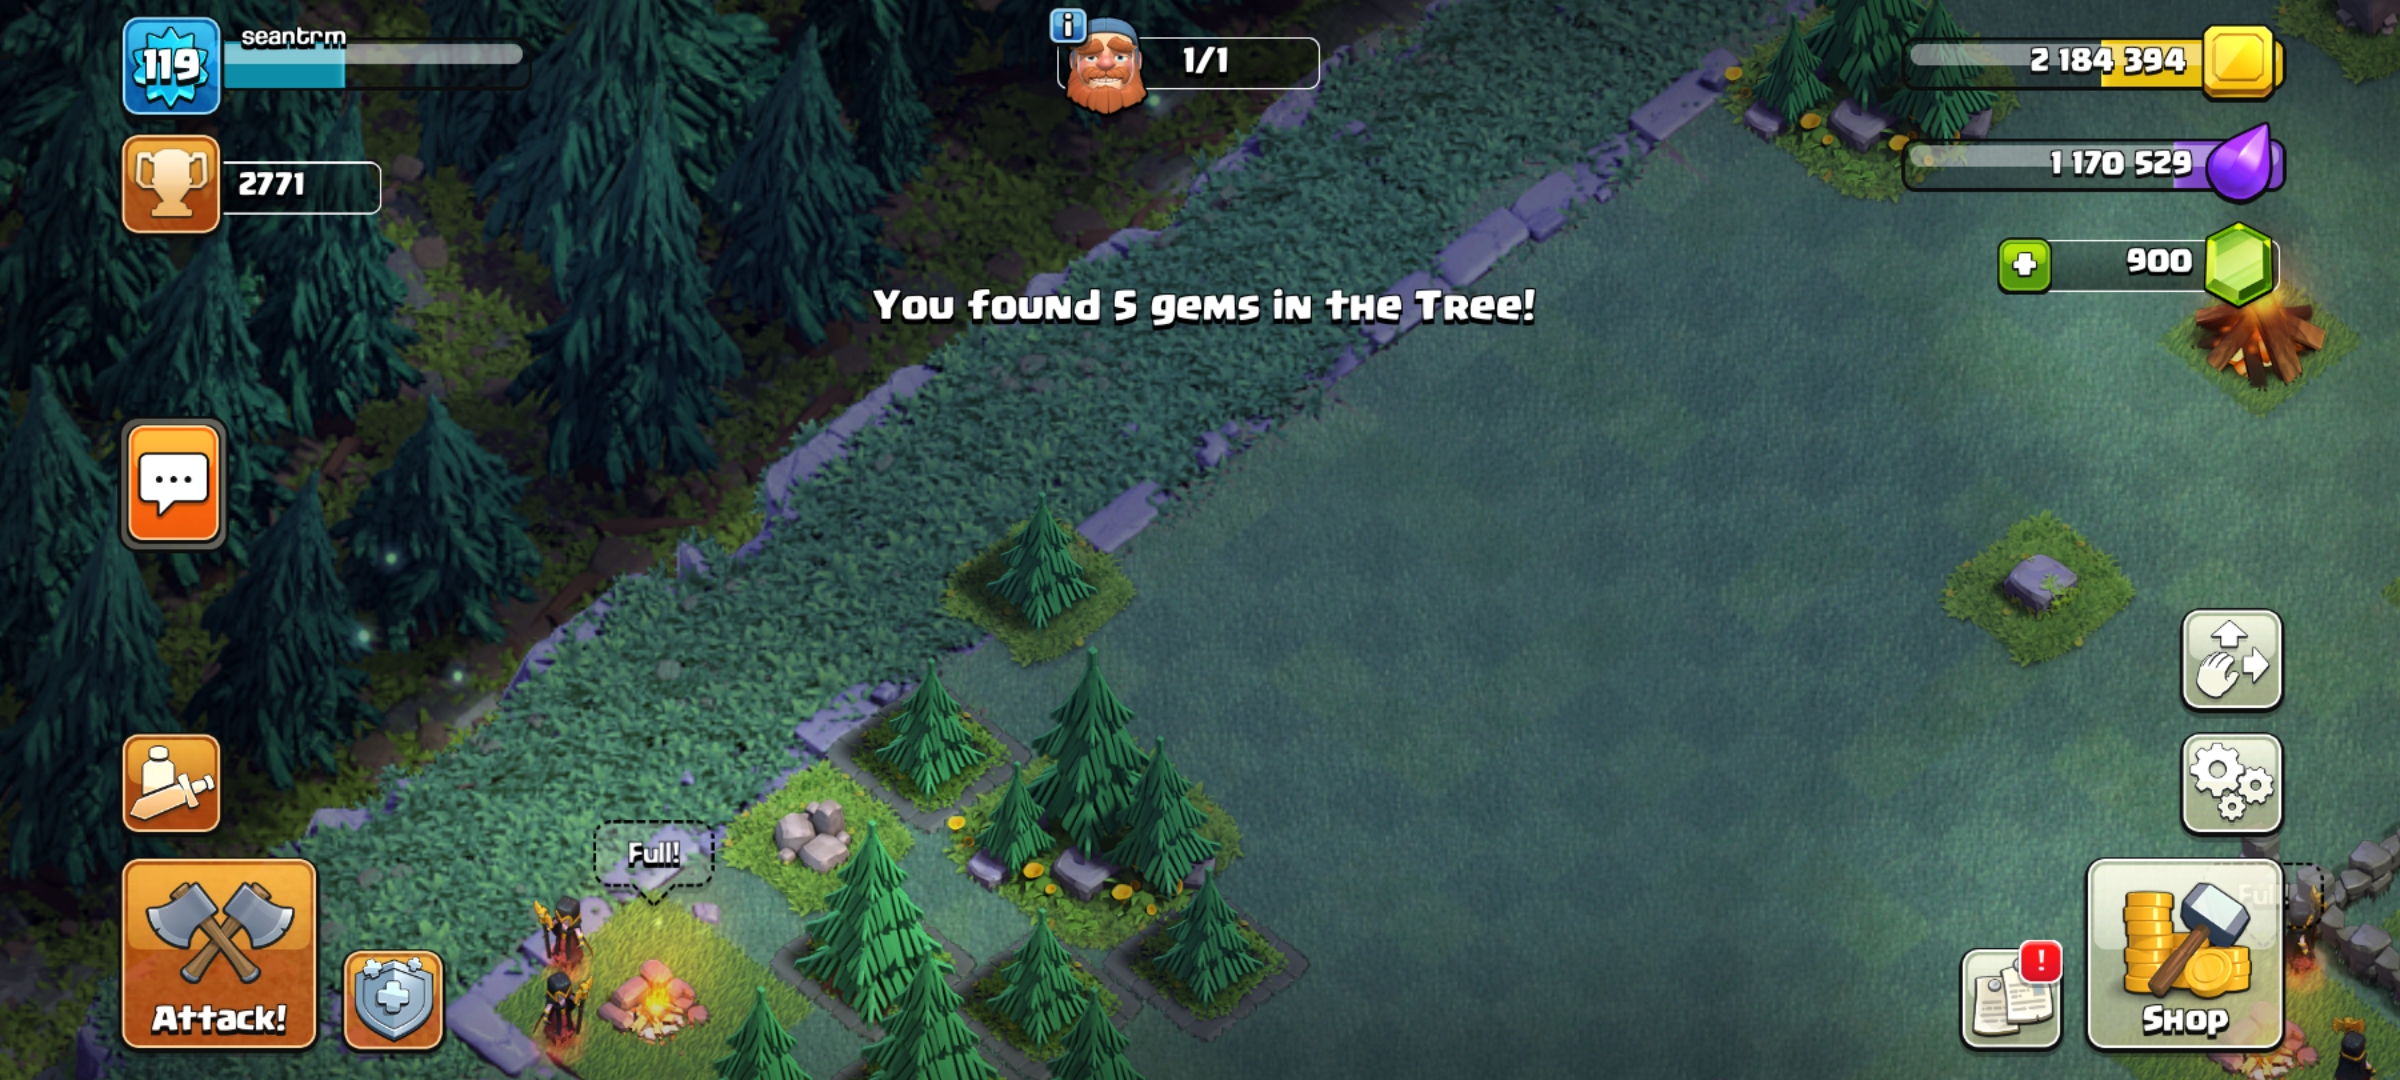 119
seantrm
1/1
2 184 394
2771
1 170 529
900
You found 5 gems in the Tree!
Full!
Full!
Attack!
!
Shop